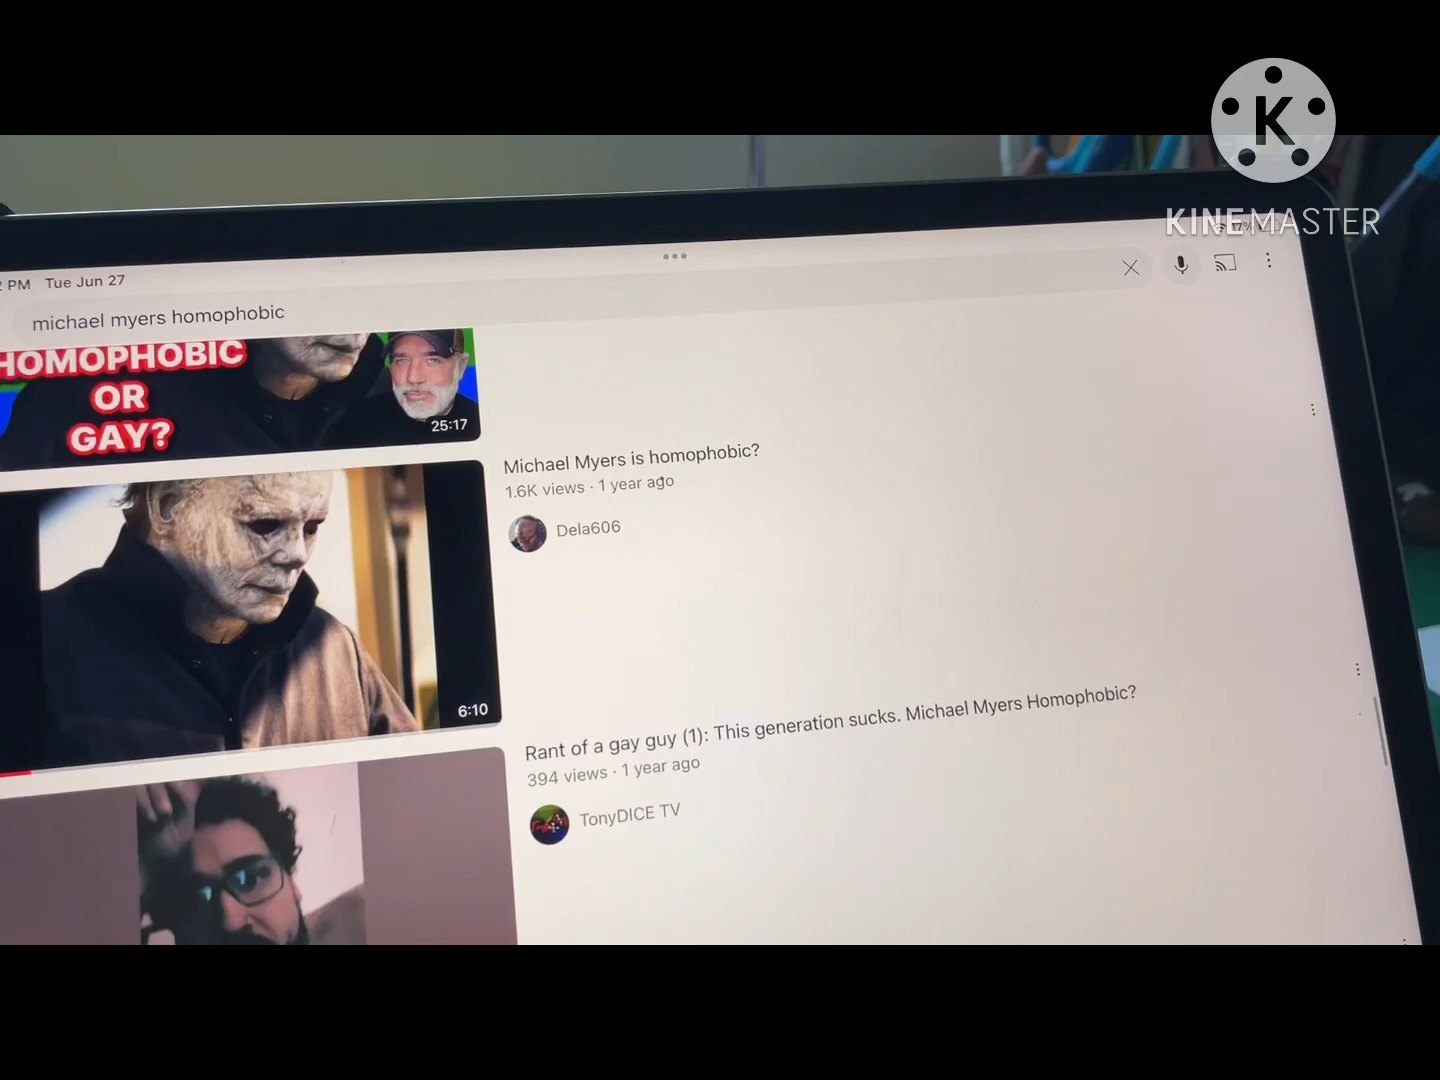 K
KINEMASTER
PM Tue Jun 27
michael myers homophobic
HOMOPHOBIC
OR
GAY?
25:17
Michael Myers is homophobic?
1.6K views · 1 year ago
Dela606
6:10
Rant of a gay guy (1): This generation sucks. Michael Myers Homophobic?
394 views · 1 year ago
TonyDICE TV